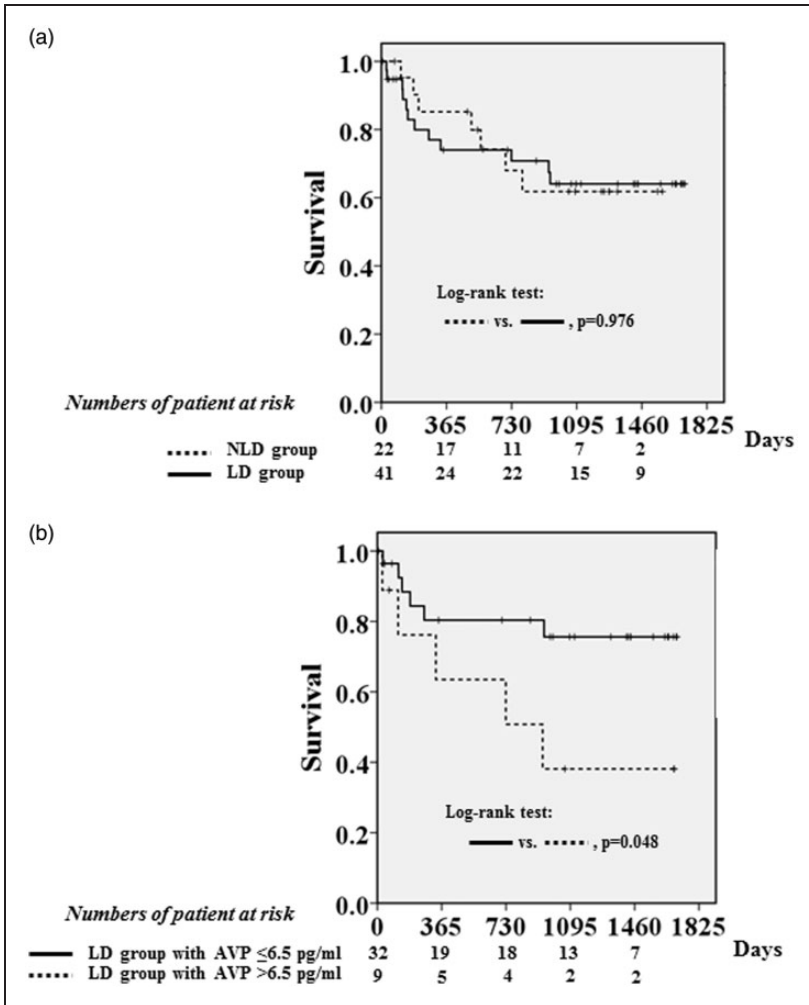 (a)
1.0
0.8
0.6
0.4
0.2
0.0
Survival
Log-rank test:
vs. , p=0.976
Numbers of patient at risk
0 365 730 1095 1460 1825
Days
NLD group 22 17 11 7 2
LD group 41 24 22 15 9
(b)
1.0
0.8
0.6
0.4
0.2
0.0
Survival
Log-rank test:
vs. , p=0.048
Numbers of patient at risk
0 365 730 1095 1460 1825
Days
LD group with AVP ≤6.5 pg/ml 32 19 18 13 7
LD group with AVP >6.5 pg/ml 9 5 4 2 2